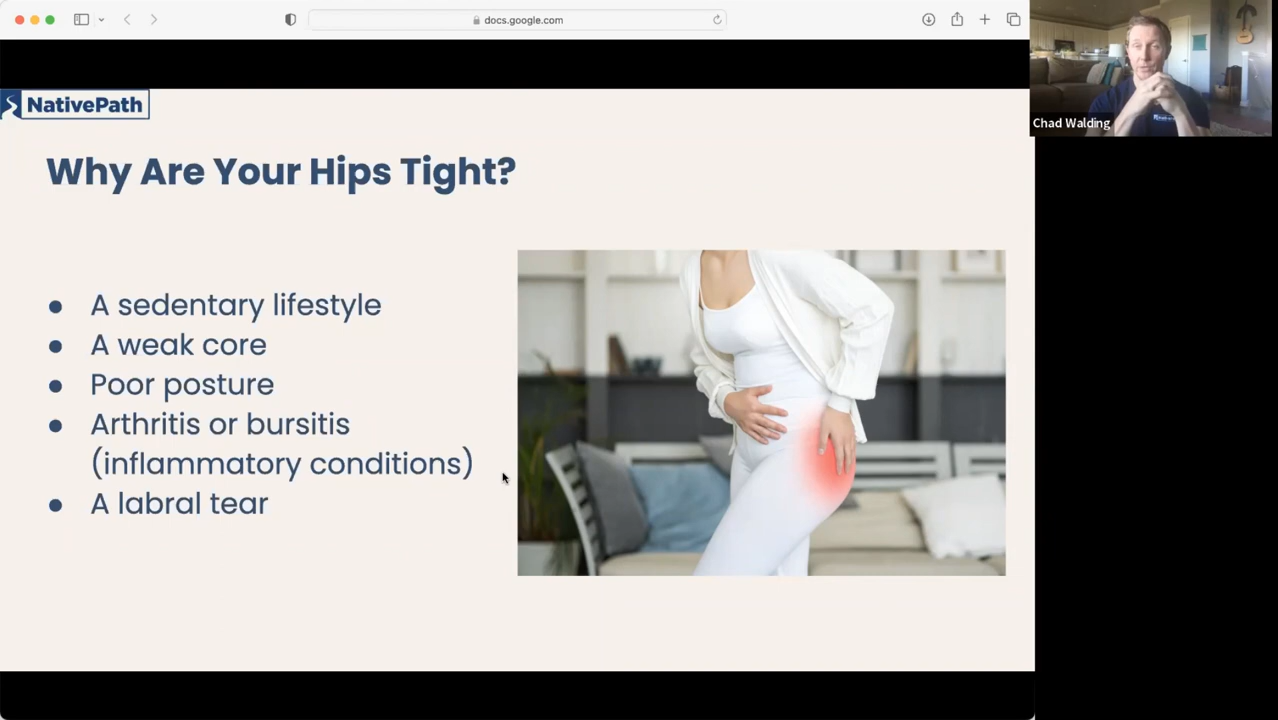 docs.google.com
NativePath
Chad Walding
Why Are Your Hips Tight?
● A sedentary lifestyle
● A weak core
● Poor posture
● Arthritis or bursitis
(inflammatory conditions)
● A labral tear